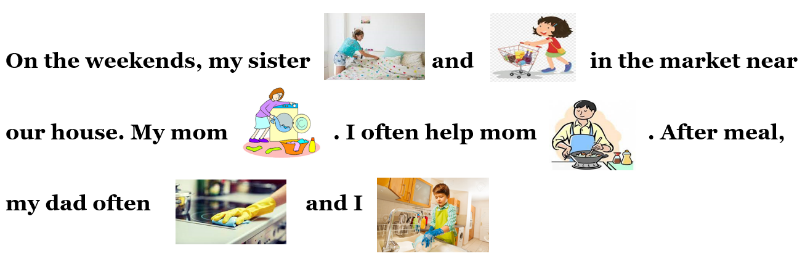 On the weekends, my sister and in the market near
our house. My mom . I often help mom . After meal,
my dad often and I